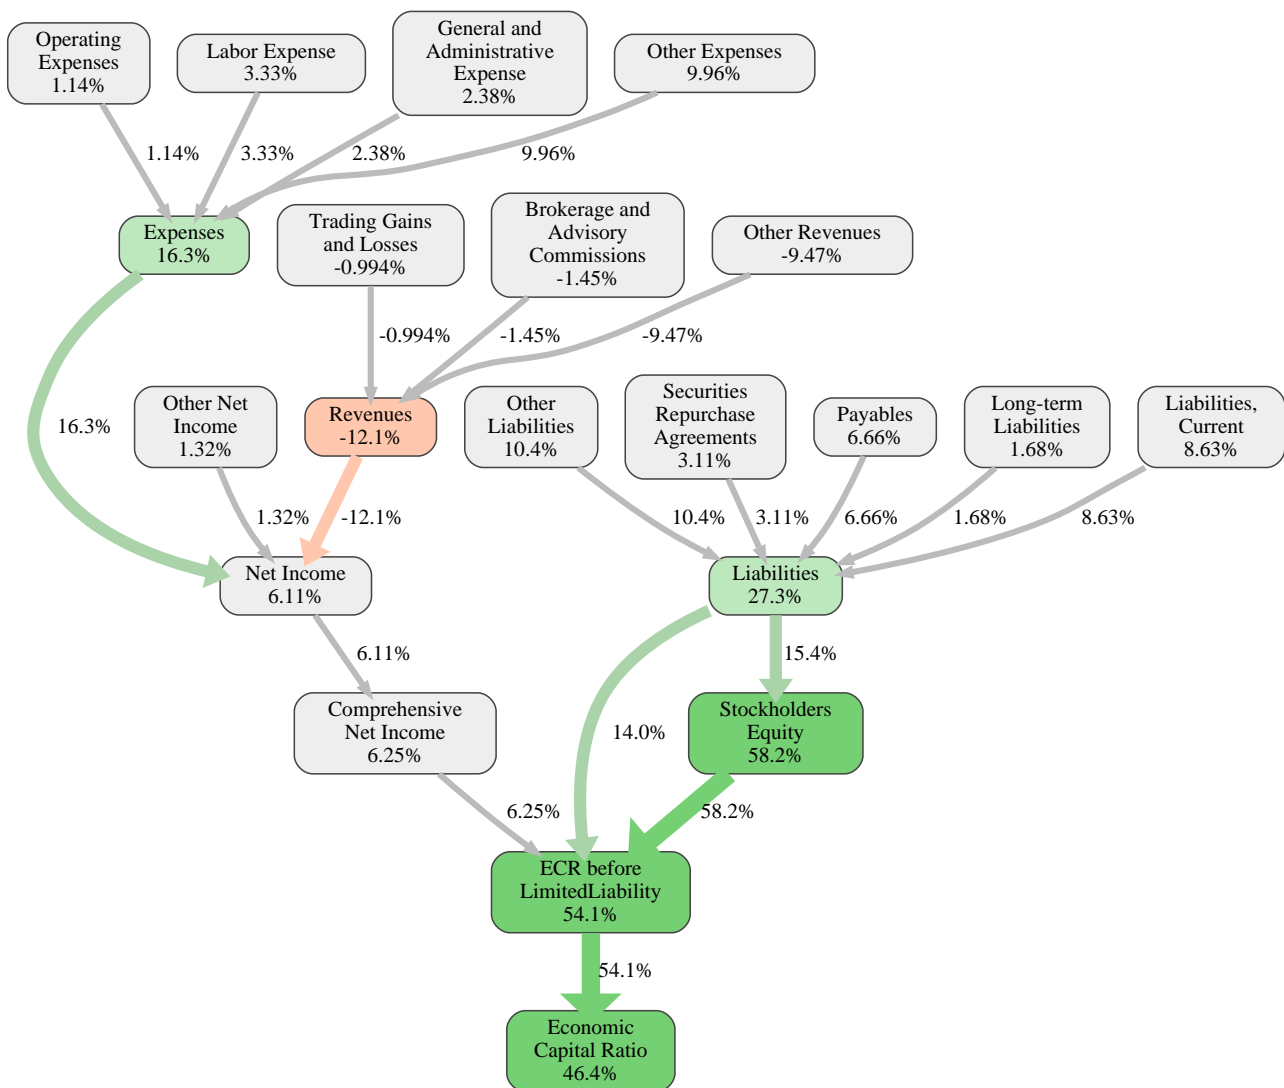 Operating
Expenses
1.14%
Labor Expense
3.33%
General and
Administrative
Expense
2.38%
Other Expenses
9.96%
1.14%
3.33%
2.38%
9.96%
Expenses
16.3%
Trading Gains
and Losses
-0.994%
Brokerage and
Advisory
Commissions
-1.45%
Other Revenues
-9.47%
-0.994%
-1.45%
-9.47%
16.3%
Other Net
Income
1.32%
Revenues
-12.1%
Other
Liabilities
10.4%
Securities
Repurchase
Agreements
3.11%
Payables
6.66%
Long-term
Liabilities
1.68%
Liabilities,
Current
8.63%
1.32%
-12.1%
10.4%
3.11%
6.66%
1.68%
8.63%
Net Income
6.11%
Liabilities
27.3%
6.11%
15.4%
Comprehensive
Net Income
6.25%
14.0%
Stockholders
Equity
58.2%
6.25%
58.2%
ECR before
LimitedLiability
54.1%
54.1%
Economic
Capital Ratio
46.4%